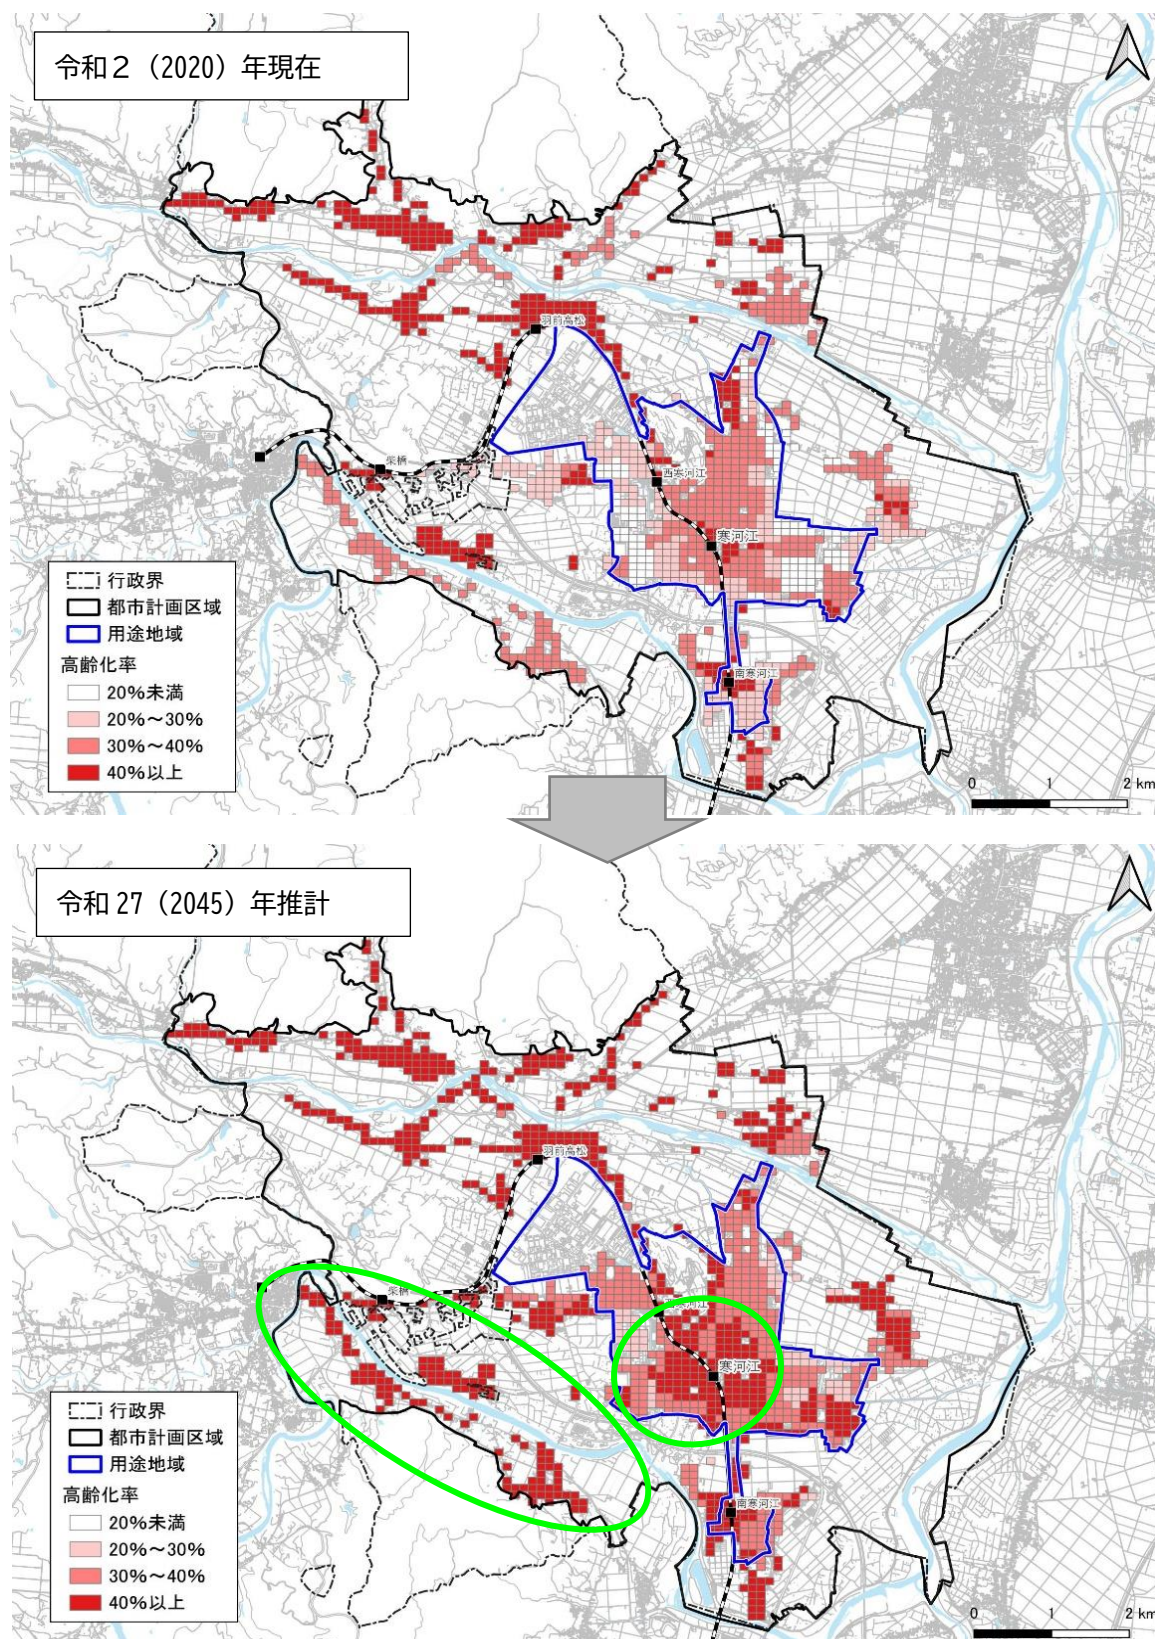 令和２（2020）年現在
羽前高松
柴橋
西寒河江
寒河江
南寒河江
行政界
都市計画区域
用途地域
高齢化率
20%未満
20%～30%
30%～40%
40%以上
0 1 2 km
令和 27（2045）年推計
羽前高松
柴橋
西寒河江
寒河江
南寒河江
行政界
都市計画区域
用途地域
高齢化率
20%未満
20%～30%
30%～40%
40%以上
0 1 2 km